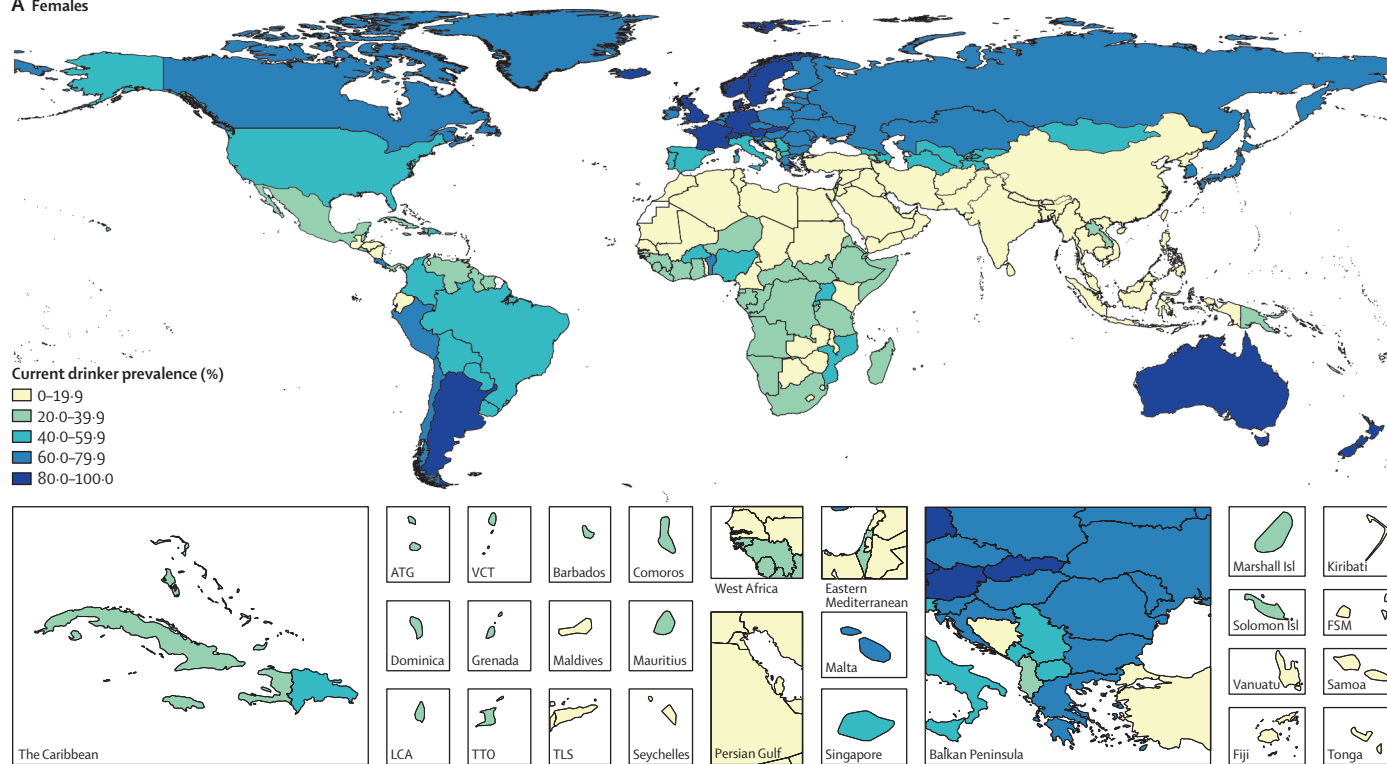 A Females
Current drinker prevalence (%)
0–19·9
20·0–39·9
40·0–59·9
60·0–79·9
80·0–100·0
The Caribbean
ATG
VCT
Barbados
Comoros
West Africa
Eastern
Mediterranean
Marshall Isl
Kiribati
Dominica
Grenada
Maldives
Mauritius
Malta
Solomon Isl
FSM
LCA
TTO
TLS
Seychelles
Persian Gulf
Singapore
Balkan Peninsula
Vanuatu
Samoa
Fiji
Tonga